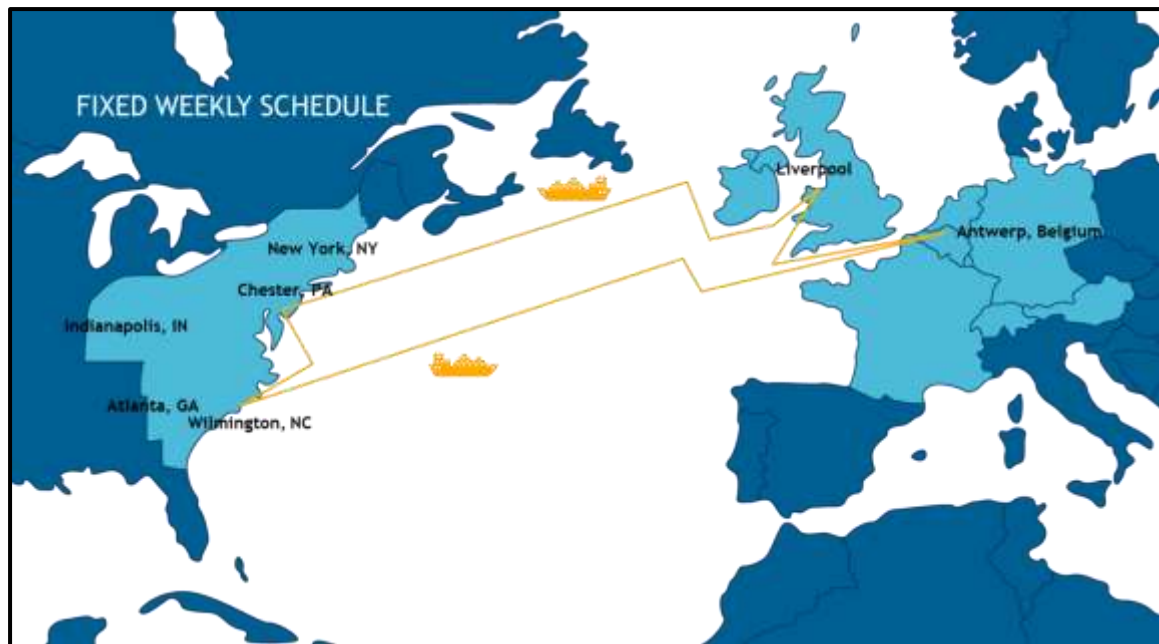 FIXED WEEKLY SCHEDULE
Liverpool
New York, NY
Antwerp, Belgium
Chester, PA
Indianapolis, IN
Atlanta, GA
Wilmington, NC